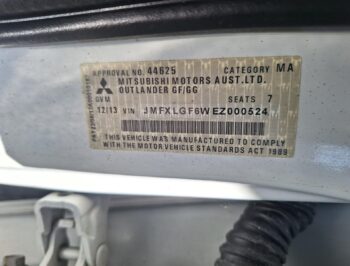 APPROVAL NO. 44625 CATEGORY MA
MITSUBISHI MOTORS AUST. LTD.
OUTLANDER GF/GG
GVM SEATS 7
12/13 VIN JMFXLGF6WEZ000524
THIS VEHICLE WAS MANUFACTURED TO COMPLY
WITH THE MOTOR VEHICLE STANDARDS ACT 1989